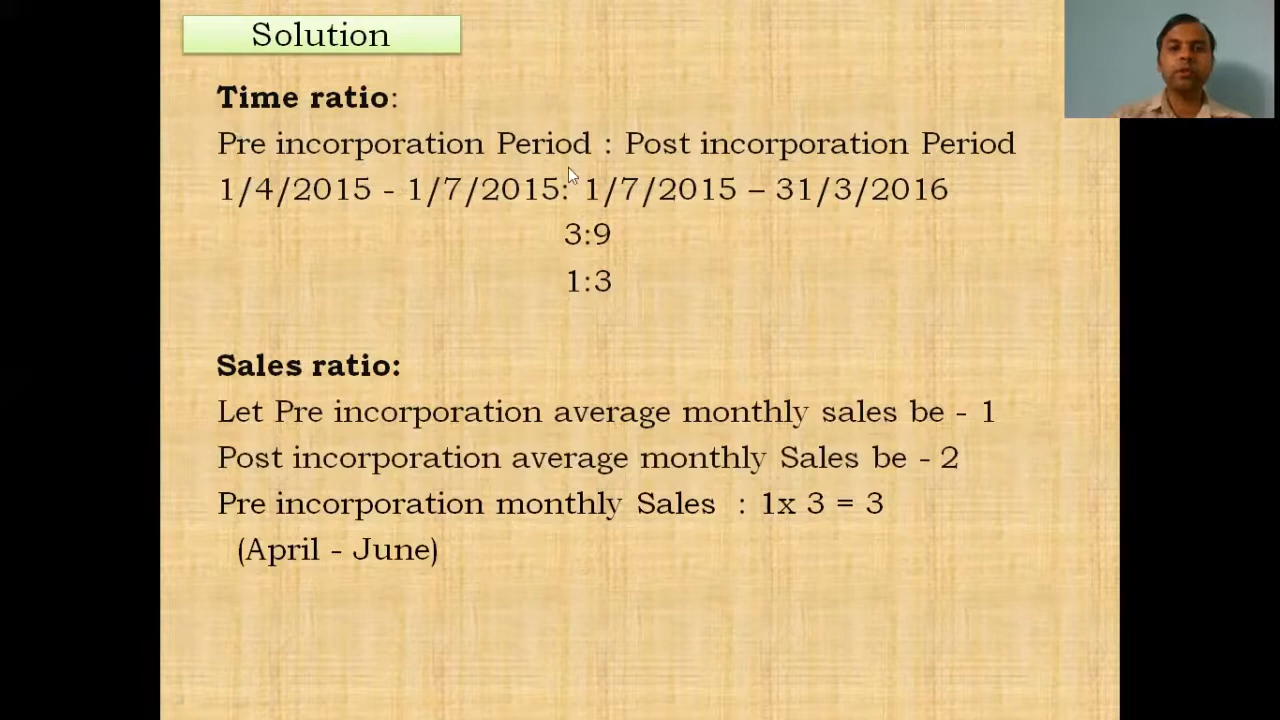 Solution
Time ratio:
Pre incorporation Period : Post incorporation Period
1/4/2015 - 1/7/2015: 1/7/2015 – 31/3/2016
3:9
1:3
Sales ratio:
Let Pre incorporation average monthly sales be - 1
Post incorporation average monthly Sales be - 2
Pre incorporation monthly Sales : 1x 3 = 3
(April - June)